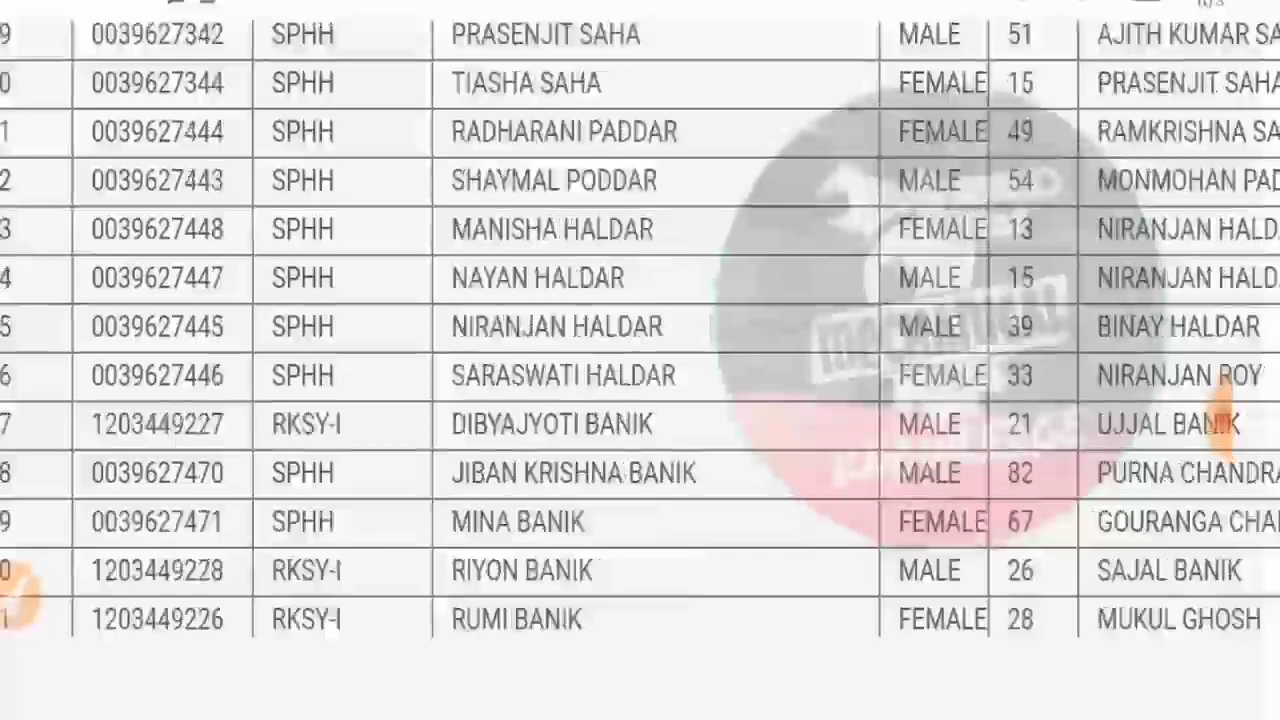 9 0039627342 SPHH PRASENJIT SAHA MALE 51 AJITH KUMAR SA
0 0039627344 SPHH TIASHA SAHA FEMALE 15 PRASENJIT SAHA
1 0039627444 SPHH RADHARANI PADDAR FEMALE 49 RAMKRISHNA SA
2 0039627443 SPHH SHAYMAL PODDAR MALE 54 MONMOHAN PAD
3 0039627448 SPHH MANISHA HALDAR FEMALE 13 NIRANJAN HALD
4 0039627447 SPHH NAYAN HALDAR MALE 15 NIRANJAN HALD
5 0039627445 SPHH NIRANJAN HALDAR MALE 39 BINAY HALDAR
6 0039627446 SPHH SARASWATI HALDAR FEMALE 33 NIRANJAN ROY
7 1203449227 RKSY-I DIBYAJYOTI BANIK MALE 21 UJJAL BANIK
8 0039627470 SPHH JIBAN KRISHNA BANIK MALE 82 PURNA CHANDRA
9 0039627471 SPHH MINA BANIK FEMALE 67 GOURANGA CHA
0 1203449228 RKSY-I RIYON BANIK MALE 26 SAJAL BANIK
1 1203449226 RKSY-I RUMI BANIK FEMALE 28 MUKUL GHOSH